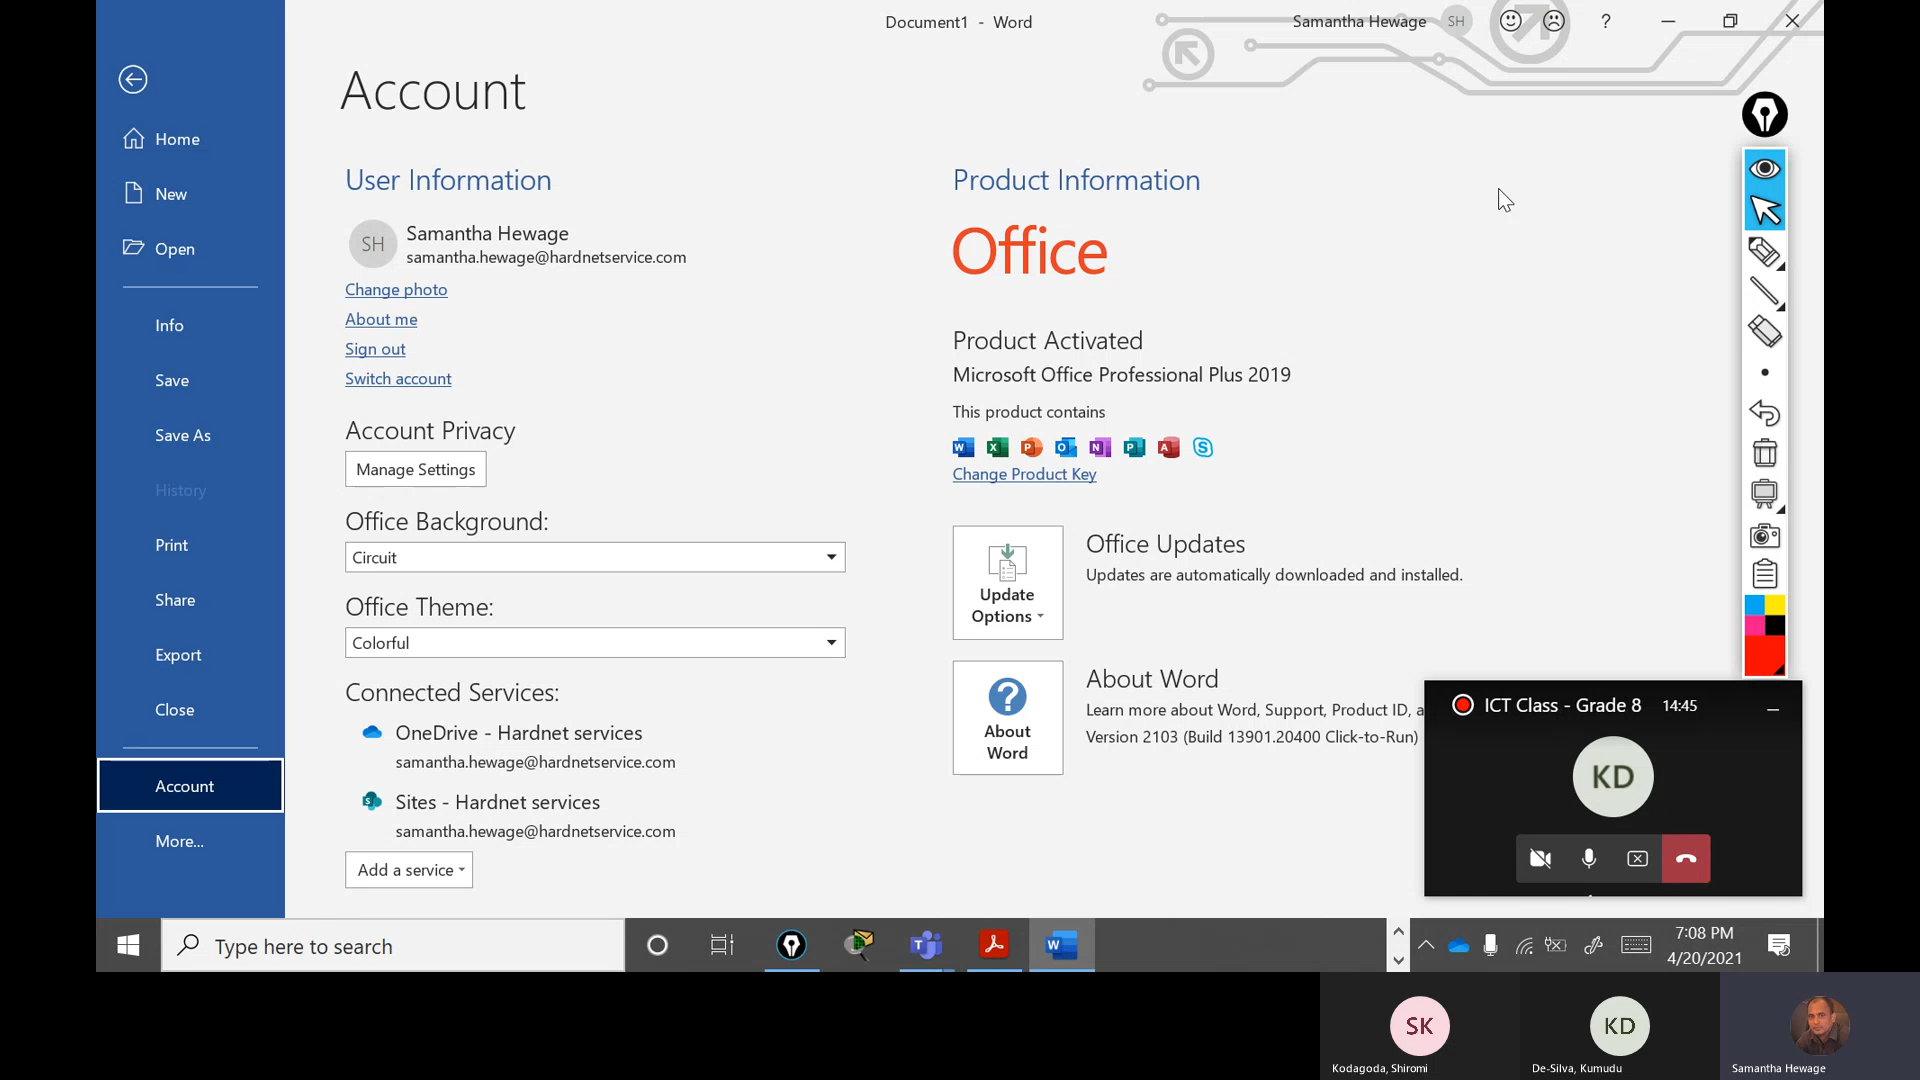 Document1 - Word
Samantha Hewage
SH
?
Account
Home
New
Open
Info
Save
Save As
History
Print
Share
Export
Close
Account
More...
User Information
SH
Samantha Hewage
samantha.hewage@hardnetservice.com
Change photo
About me
Sign out
Switch account
Account Privacy
Manage Settings
Office Background:
Circuit
Office Theme:
Colorful
Connected Services:
OneDrive - Hardnet services
samantha.hewage@hardnetservice.com
S
Sites - Hardnet services
samantha.hewage@hardnetservice.com
Add a service
Product Information
Office
Product Activated
Microsoft Office Professional Plus 2019
This product contains
W X P O N P A S
Change Product Key
Update
Options
Office Updates
Updates are automatically downloaded and installed.
?
About
Word
About Word
Learn more about Word, Support, Product ID, a
Version 2103 (Build 13901.20400 Click-to-Run)
ICT Class - Grade 8 14:45
KD
Type here to search
T
W
7:08 PM
4/20/2021
SK
Kodagoda, Shiromi
KD
De-Silva, Kumudu
Samantha Hewage